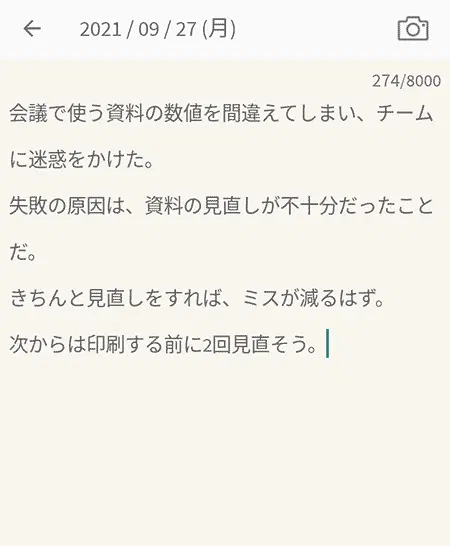 2021 / 09 / 27 (月)
274/8000
会議で使う資料の数値を間違えてしまい、チーム
に迷惑をかけた。
失敗の原因は、資料の見直しが不十分だったこと
だ。
きちんと見直しをすれば、ミスが減るはず。
次からは印刷する前に2回見直そう。